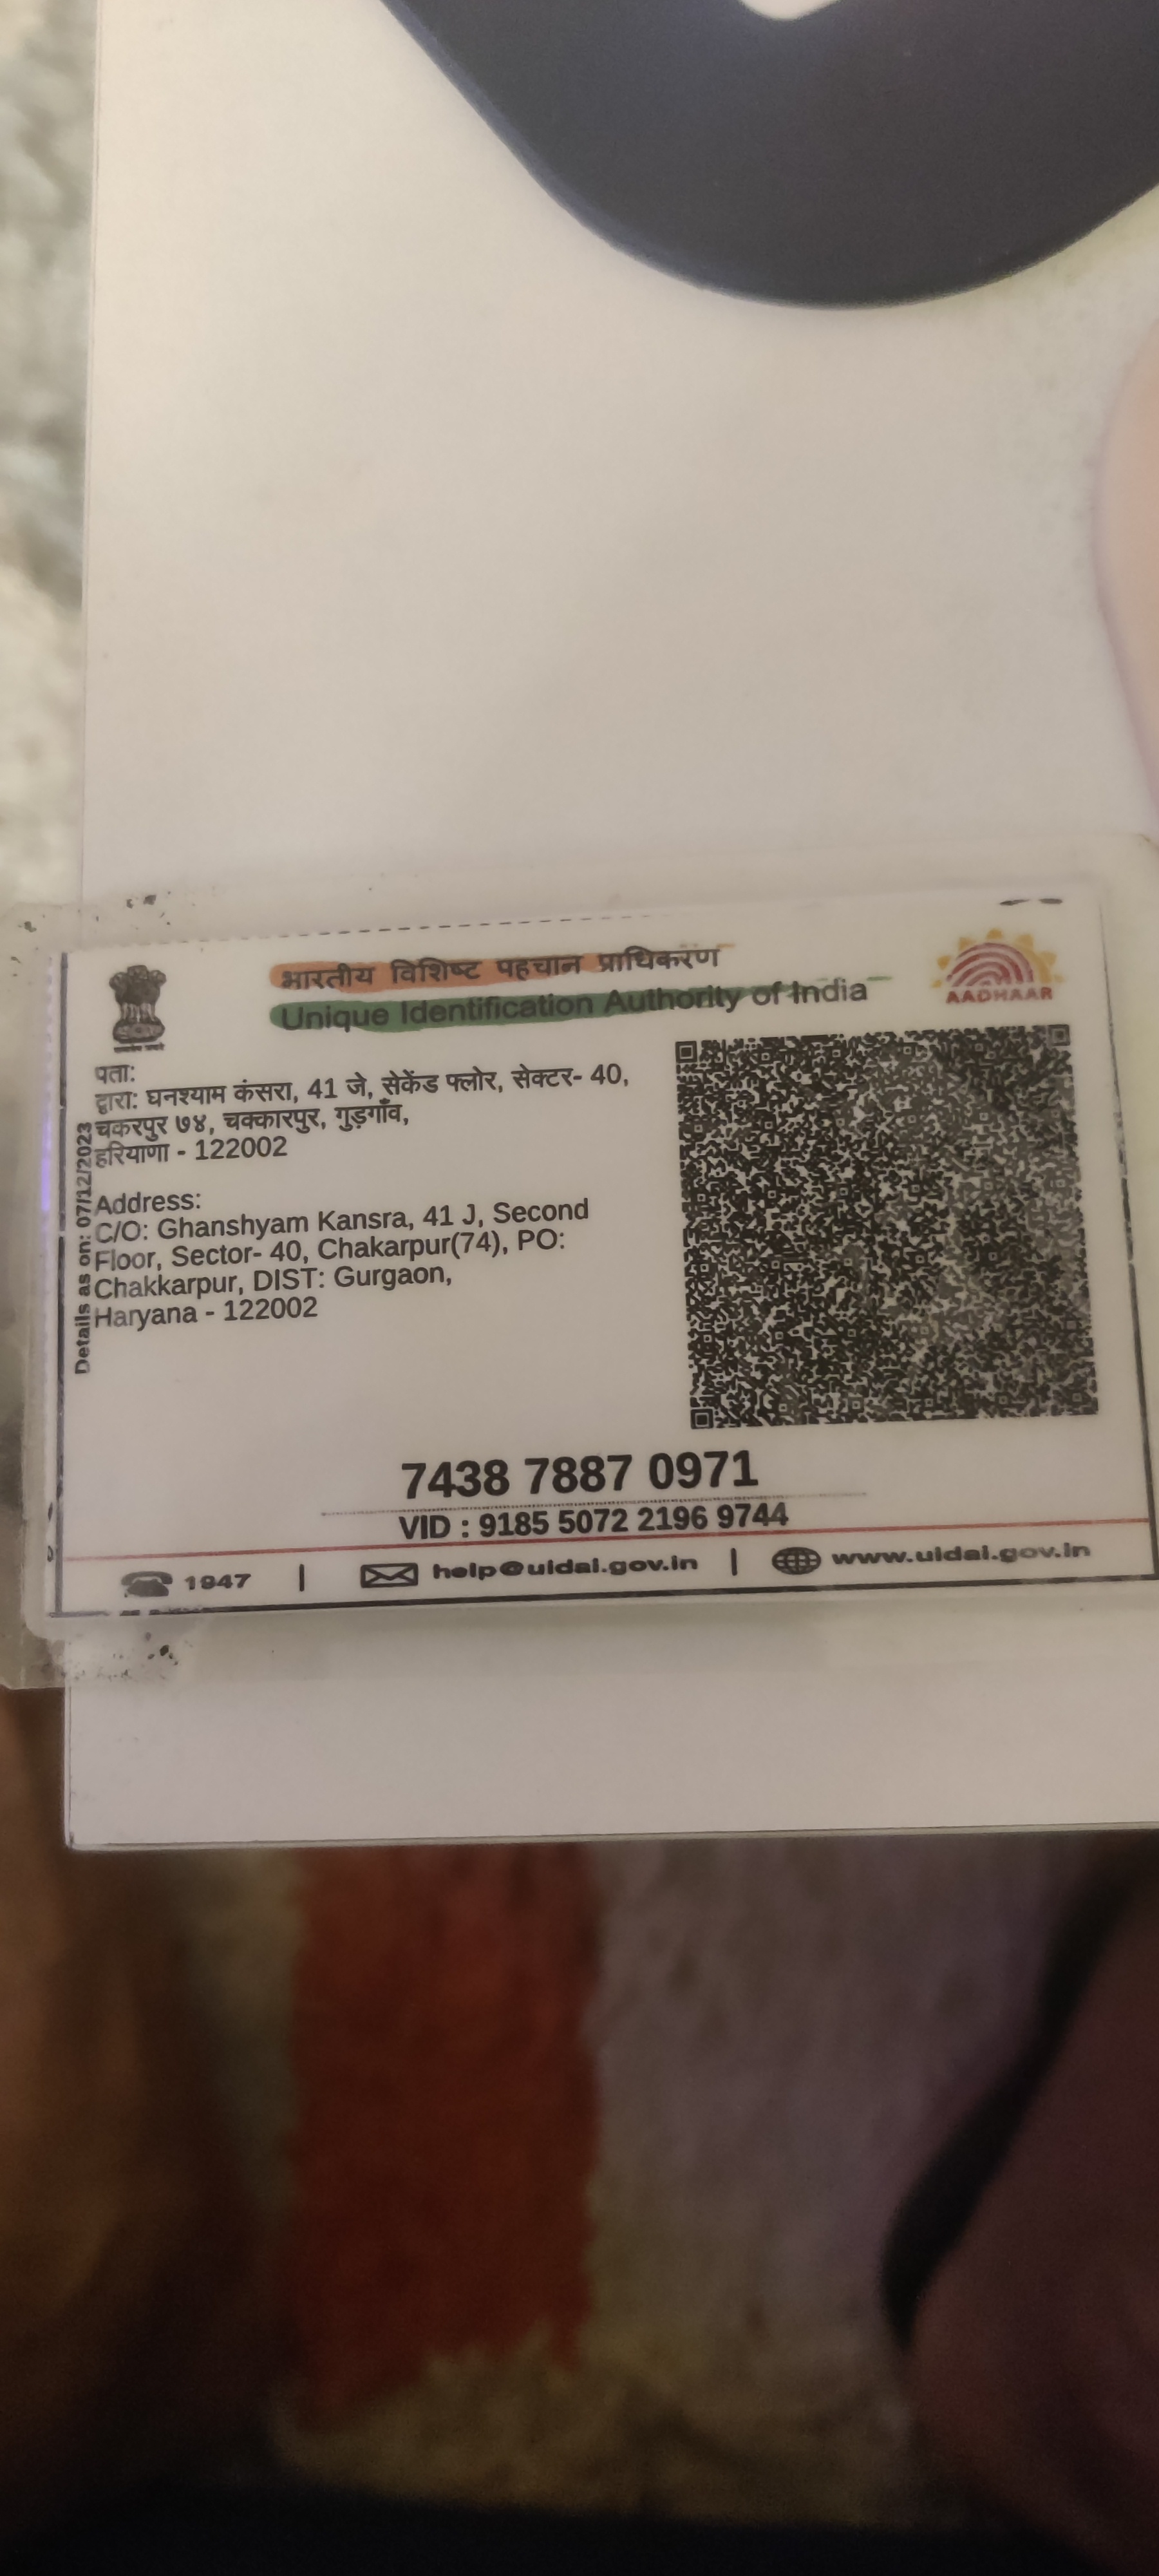 भारतीय विशिष्ट पहचान प्राधिकरण
Unique Identification Authority of India
AADHAAR
पता:
द्वारा: घनश्याम कंसरा, 41 जे, सेकेंड फ्लोर, सेक्टर- 40,
चकरपुर ७४, चक्कारपुर, गुड़गाँव,
हरियाणा - 122002
Address:
C/O: Ghanshyam Kansra, 41 J, Second
Floor, Sector- 40, Chakarpur(74), PO:
Chakkarpur, DIST: Gurgaon,
Haryana - 122002
Details as on: 07/12/2023
7438 7887 0971
VID : 9185 5072 2196 9744
1947 | help@uidai.gov.in | www.uidai.gov.in